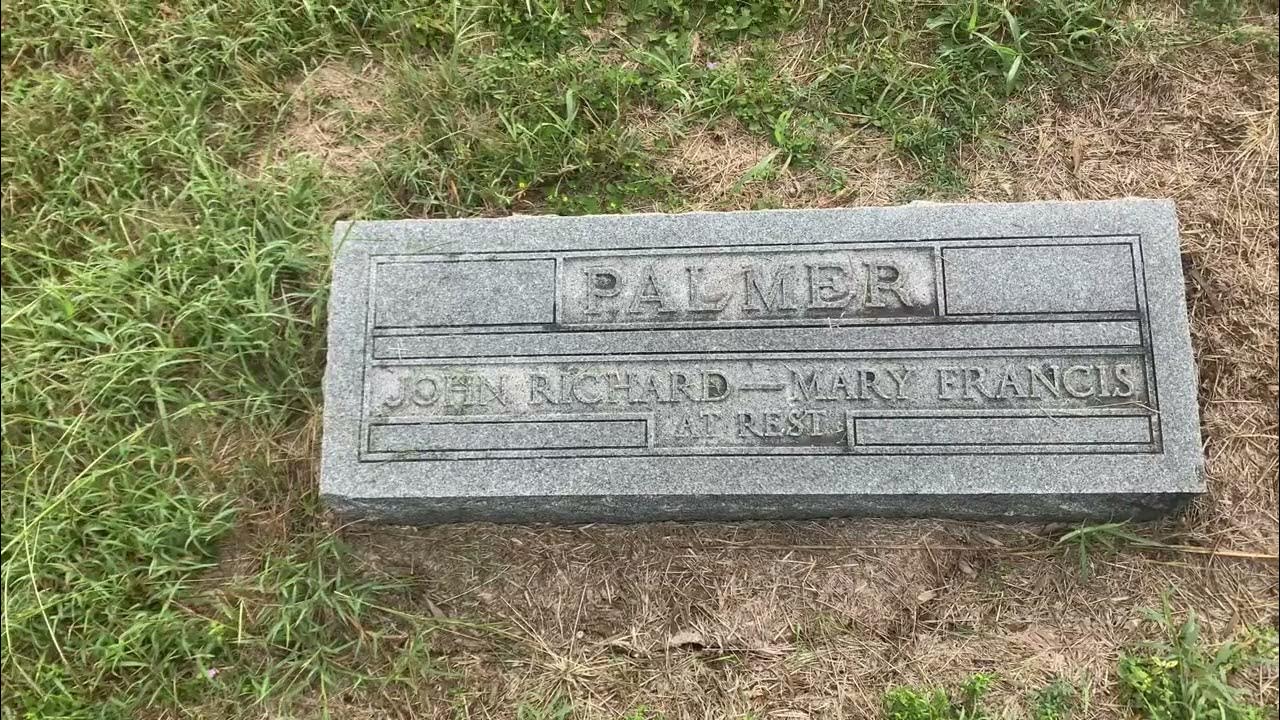 PALMER
JOHN RICHARD—MARY FRANCIS
AT REST